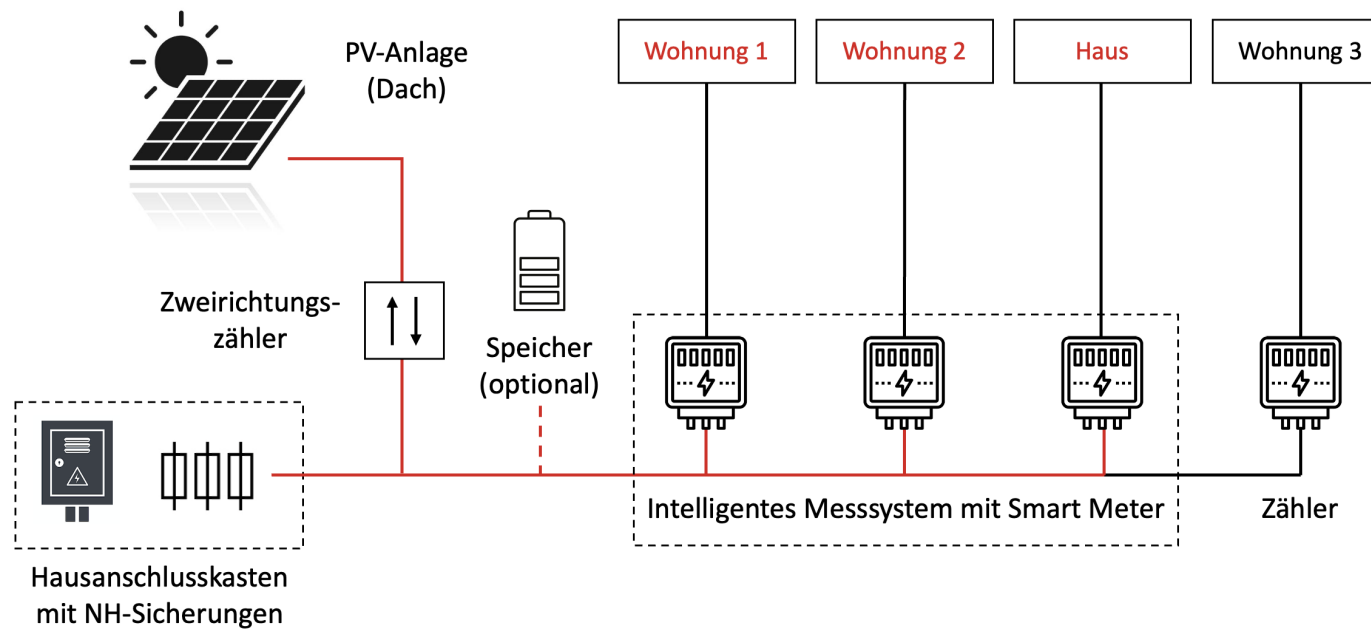 PV-Anlage
(Dach)
Wohnung 1
Wohnung 2
Haus
Wohnung 3
Zweirichtungs-
zähler
Speicher
(optional)
Intelligentes Messsystem mit Smart Meter
Zähler
Hausanschlusskasten
mit NH-Sicherungen